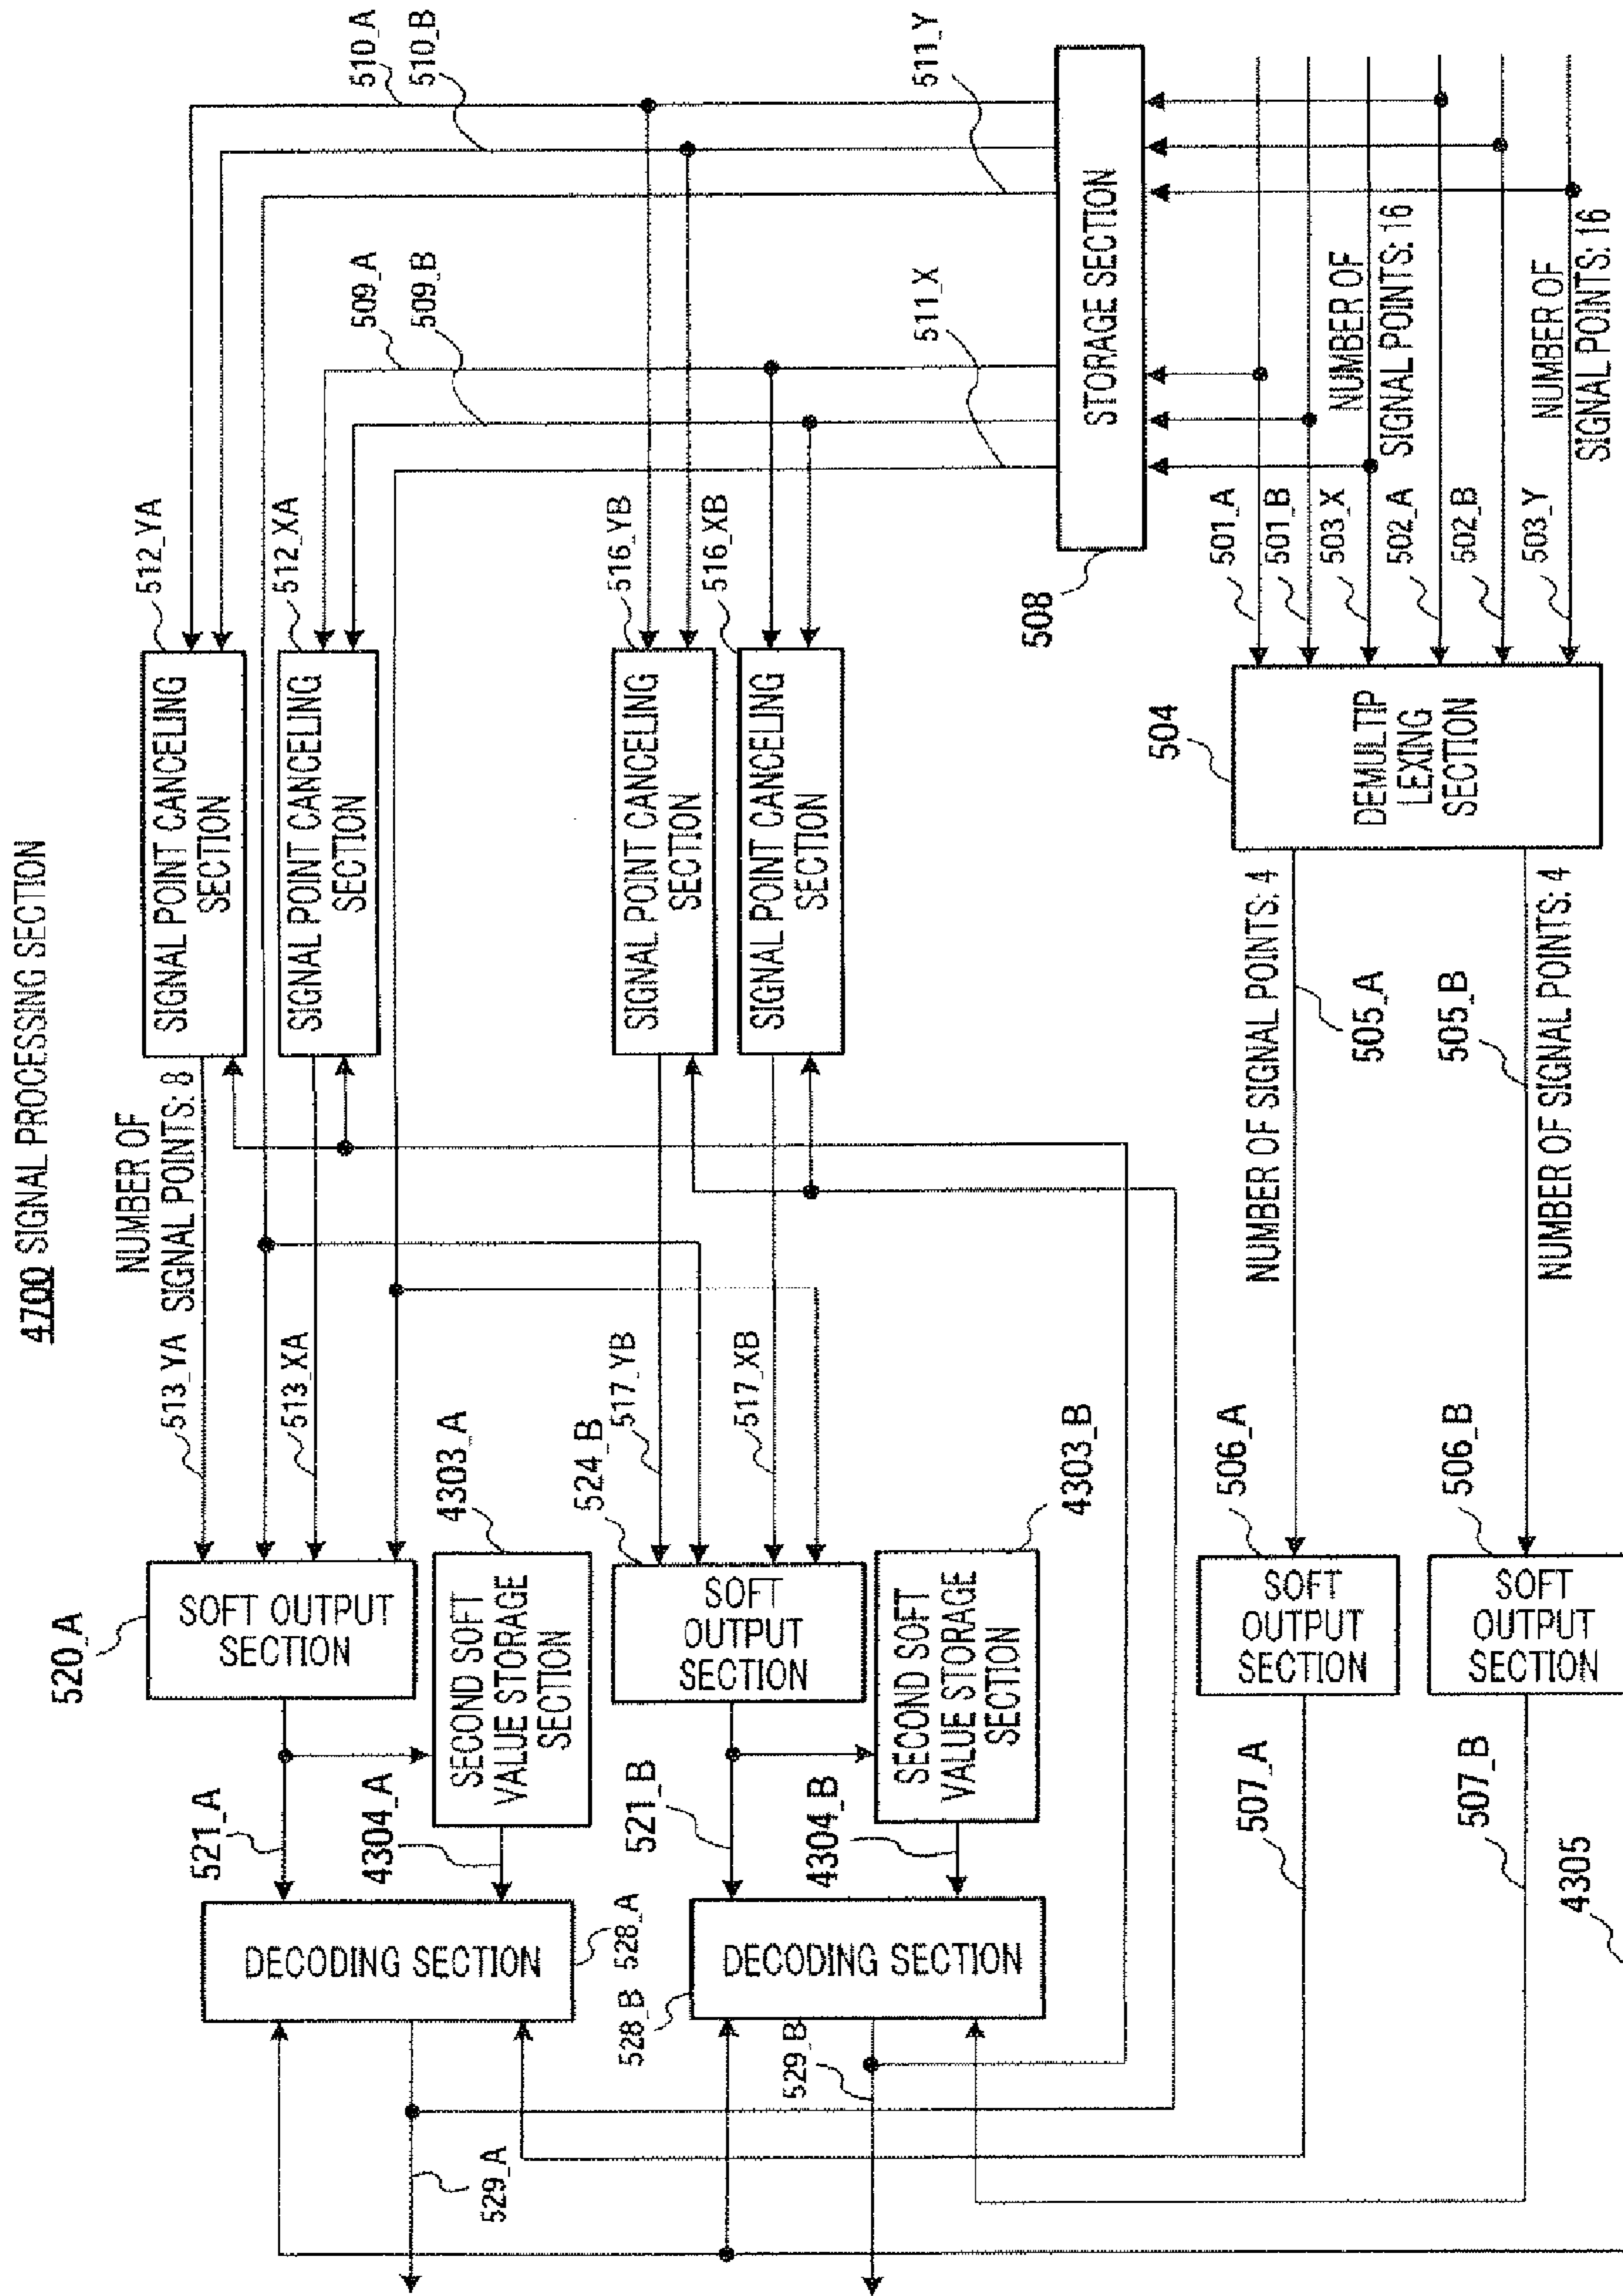 4700 SIGNAL PROCESSING SECTION
510_A
510_B
511_Y
509_A
509_B
511_X
512_YA
SIGNAL POINT CANCELING
SECTION
512_XA
SIGNAL POINT CANCELING
SECTION
516_YB
SIGNAL POINT CANCELING
SECTION
516_XB
SIGNAL POINT CANCELING
SECTION
STORAGE SECTION
508
501_A
501_B
503_X
NUMBER OF
SIGNAL POINTS: 16
502_A
502_B
503_Y
NUMBER OF
SIGNAL POINTS: 16
504
DEMULTIP
LEXING
SECTION
NUMBER OF
SIGNAL POINTS: 8
513_YA
513_XA
517_YB
517_XB
NUMBER OF SIGNAL POINTS: 4
505_A
NUMBER OF SIGNAL POINTS: 4
505_B
520_A
SOFT OUTPUT
SECTION
4303_A
SECOND SOFT
VALUE STORAGE
SECTION
524_B
SOFT
OUTPUT
SECTION
4303_B
SECOND SOFT
VALUE STORAGE
SECTION
506_A
SOFT
OUTPUT
SECTION
506_B
SOFT
OUTPUT
SECTION
521_A
4304_A
521_B
4304_B
507_A
507_B
DECODING SECTION
528_A
DECODING SECTION
528_B
529_A
529_B
4305